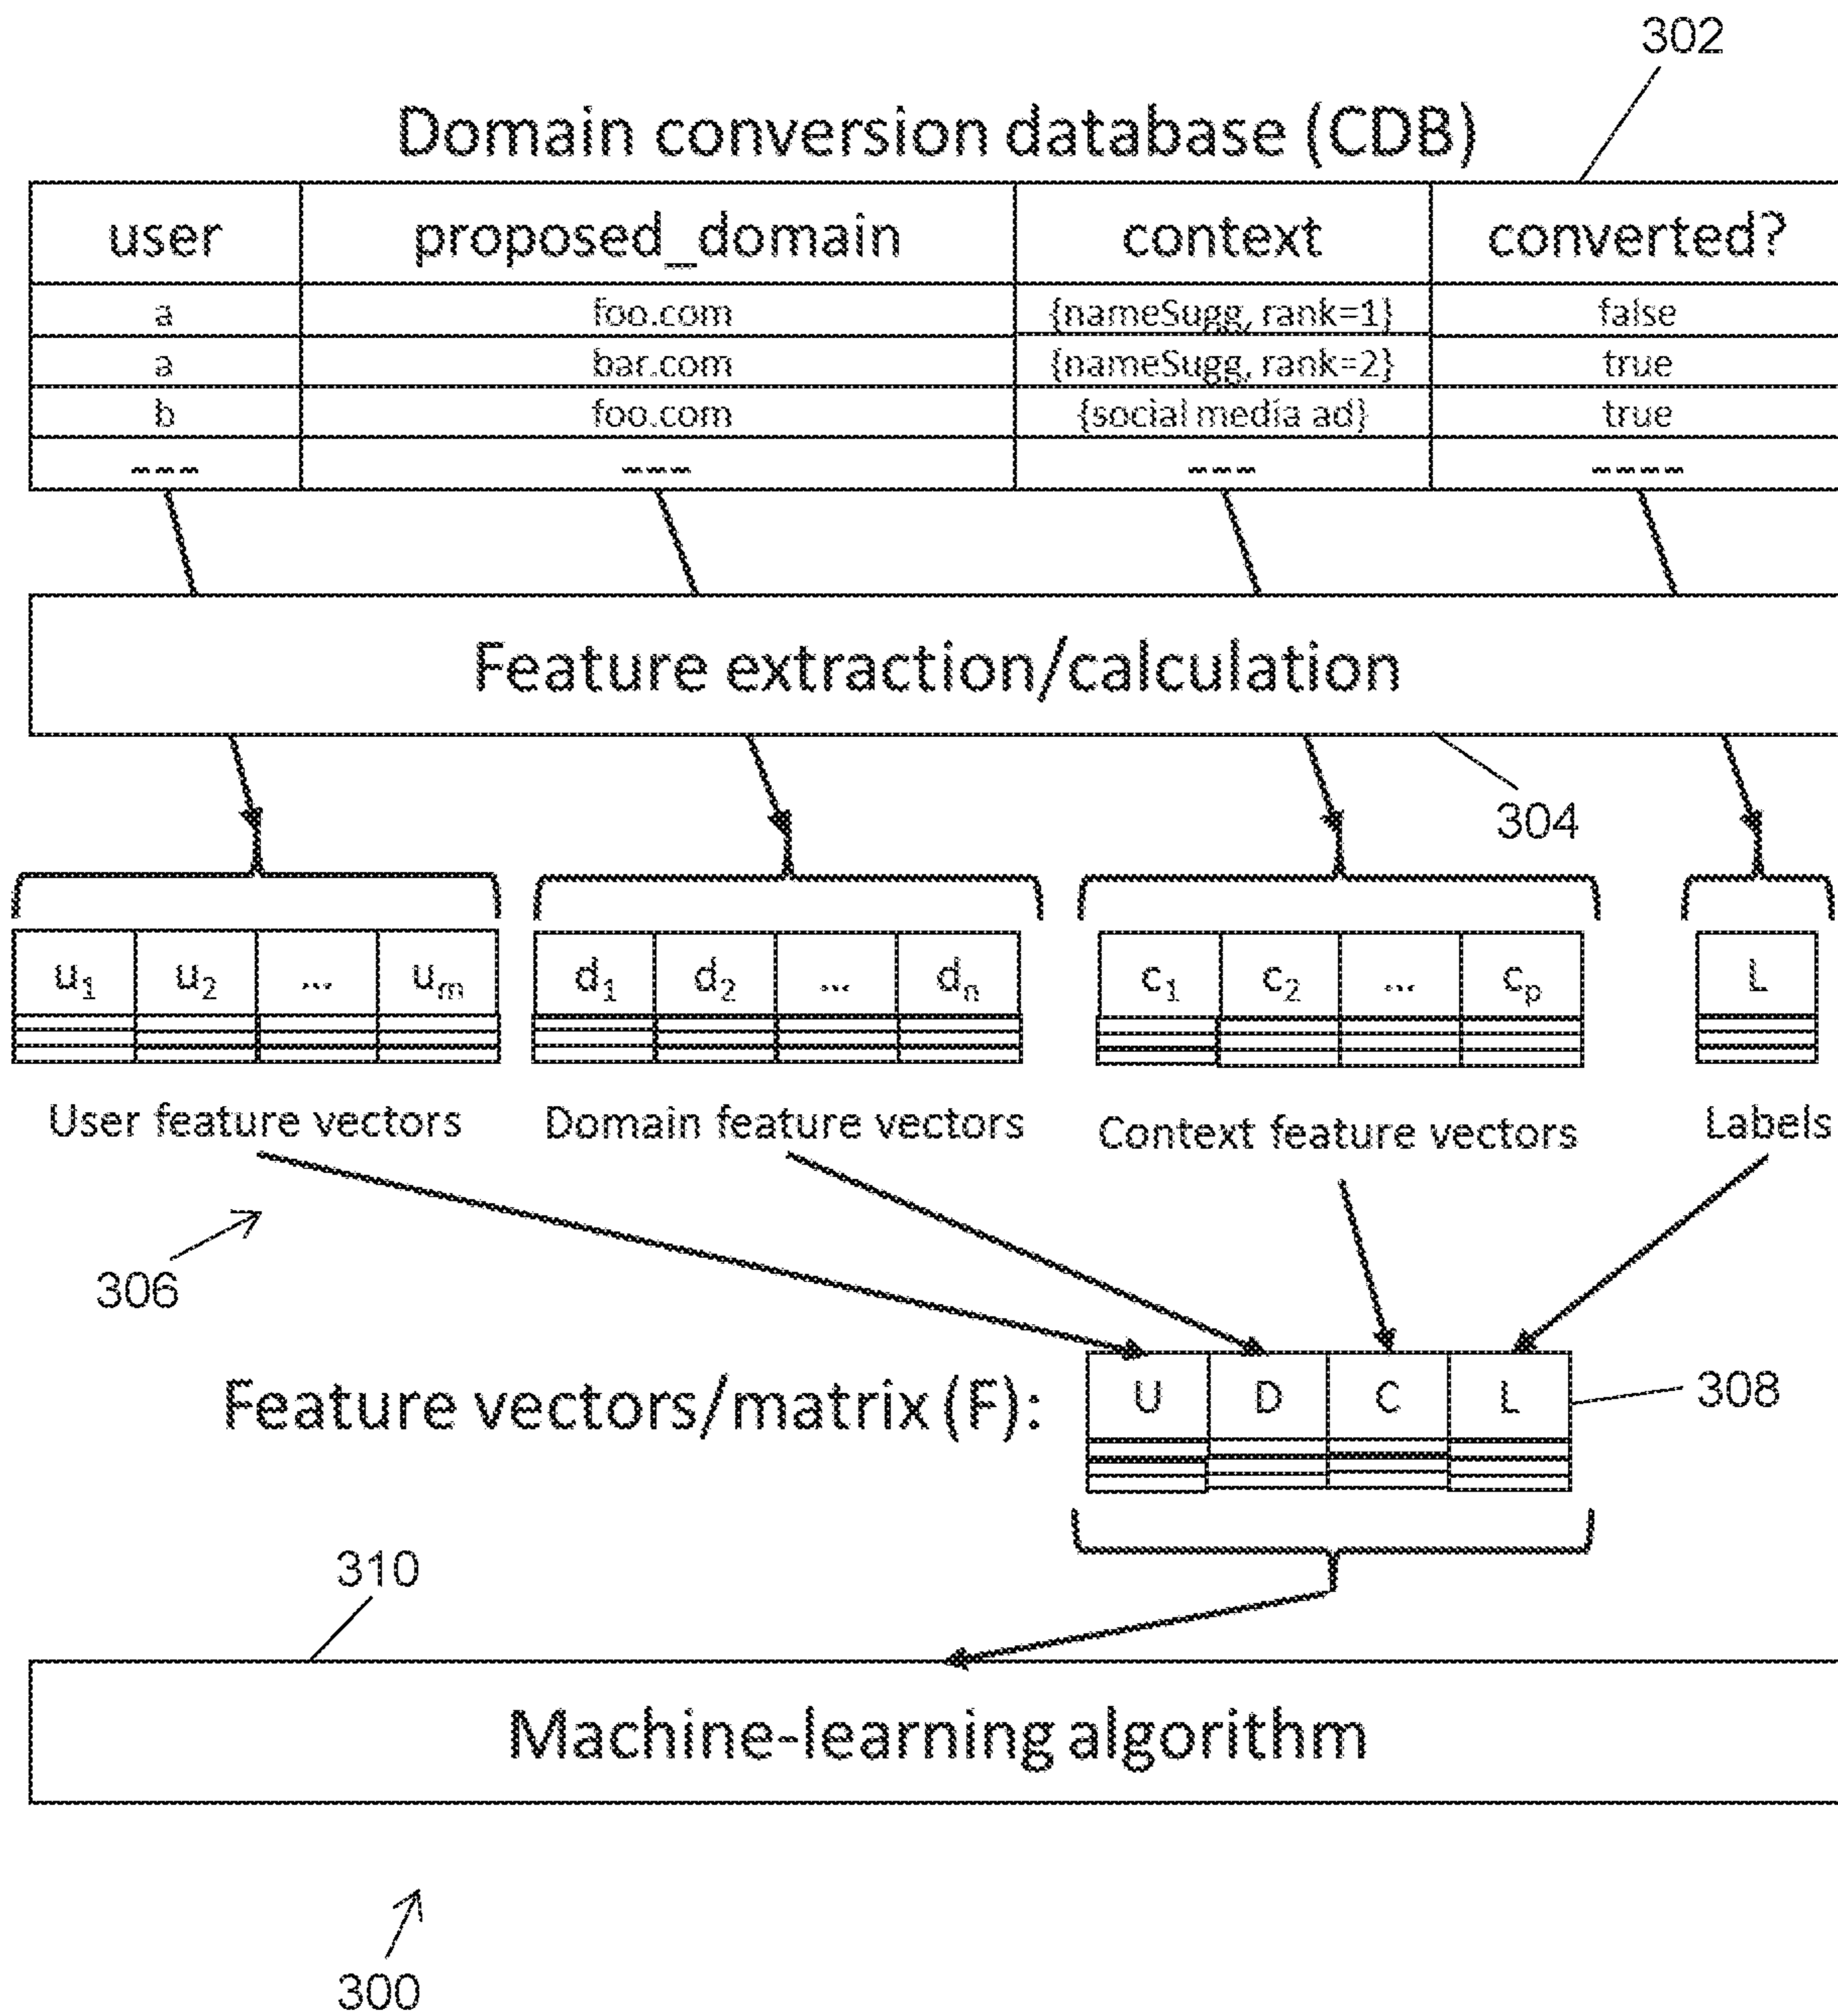 302
Domain conversion database (CDB)
user proposed_domain context converted?
a foo.com {nameSugg, rank=1} false
a bar.com {nameSugg, rank=2} true
b foo.com {social media ad} true
--- --- --- ----
Feature extraction/calculation
304
u1 u2 ... um d1 d2 ... dn c1 c2 ... cp L
User feature vectors Domain feature vectors Context feature vectors Labels
306
Feature vectors/matrix (F): U D C L 308
310
Machine-learning algorithm
300